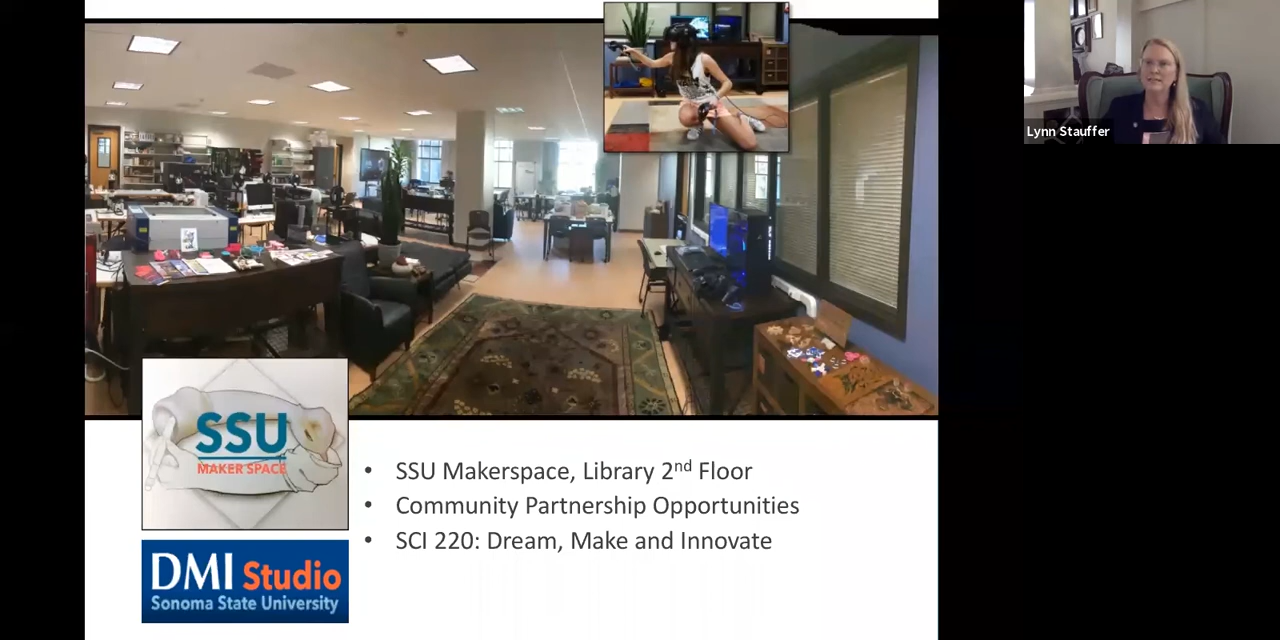 Lynn Stauffer
SSU
MAKER SPACE
SSU Makerspace, Library 2nd Floor
Community Partnership Opportunities
SCI 220: Dream, Make and Innovate
DMI Studio
Sonoma State University